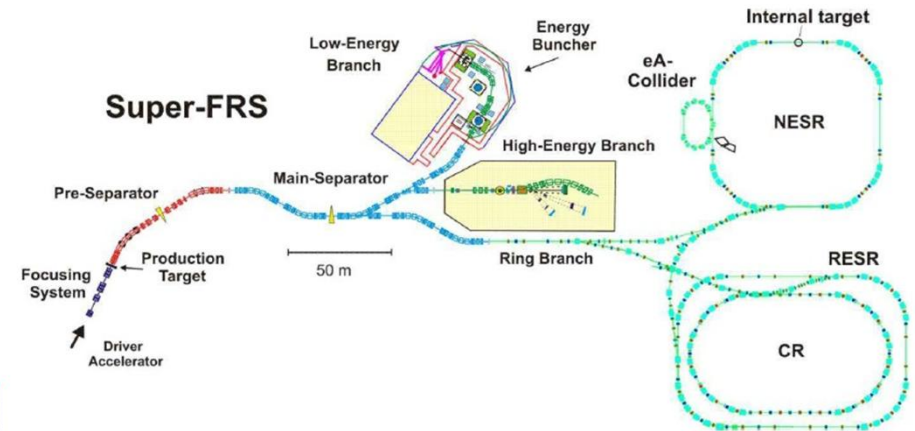 Super-FRS
Low-Energy
Branch
Energy
Buncher
Internal target
eA-
Collider
NESR
High-Energy Branch
Pre-Separator
Main-Separator
50 m
Ring Branch
Focusing
System
Production
Target
Driver
Accelerator
RESR
CR